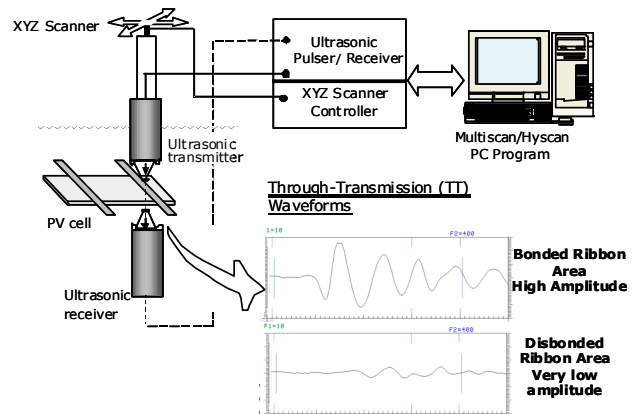 XYZ Scanner
Ultrasonic
Pulser/ Receiver
XYZ Scanner
Controller
Multiscan/Hyscan
PC Program
Ultrasonic
transmitter
PV cell
Ultrasonic
receiver
Through-Transmission (TT)
Waveforms
1=10
F2=400
Bonded Ribbon
Area
High Amplitude
F1=10
F2=400
Disbonded
Ribbon Area
Very low
amplitude